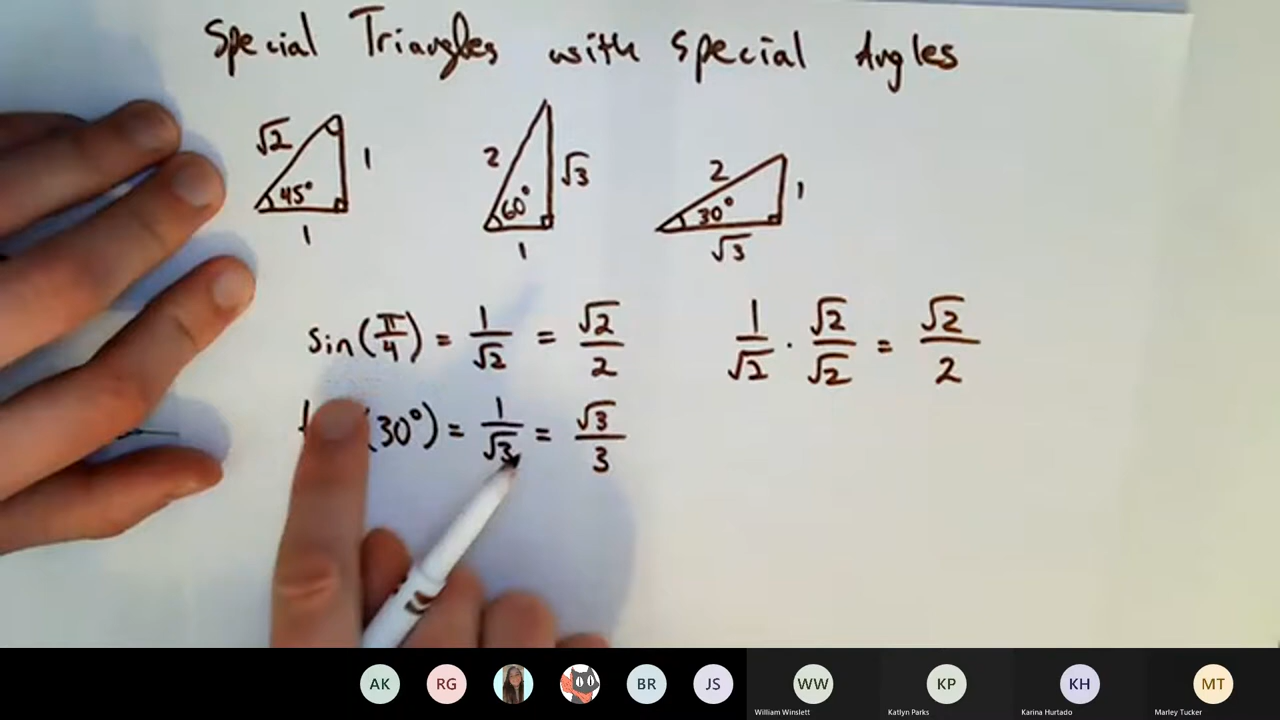 Special Triangles with Special Angles
√2 45° 1 1
2 60° √3 1
2 30° 1 √3
sin(π/4) = 1/√2 = √2/2
1/√2 · √2/√2 = √2/2
(30°) = 1/√3 = √3/3
AK RG BR JS WW KP KH MT
William Winslett Katlyn Parks Karina Hurtado Marley Tucker